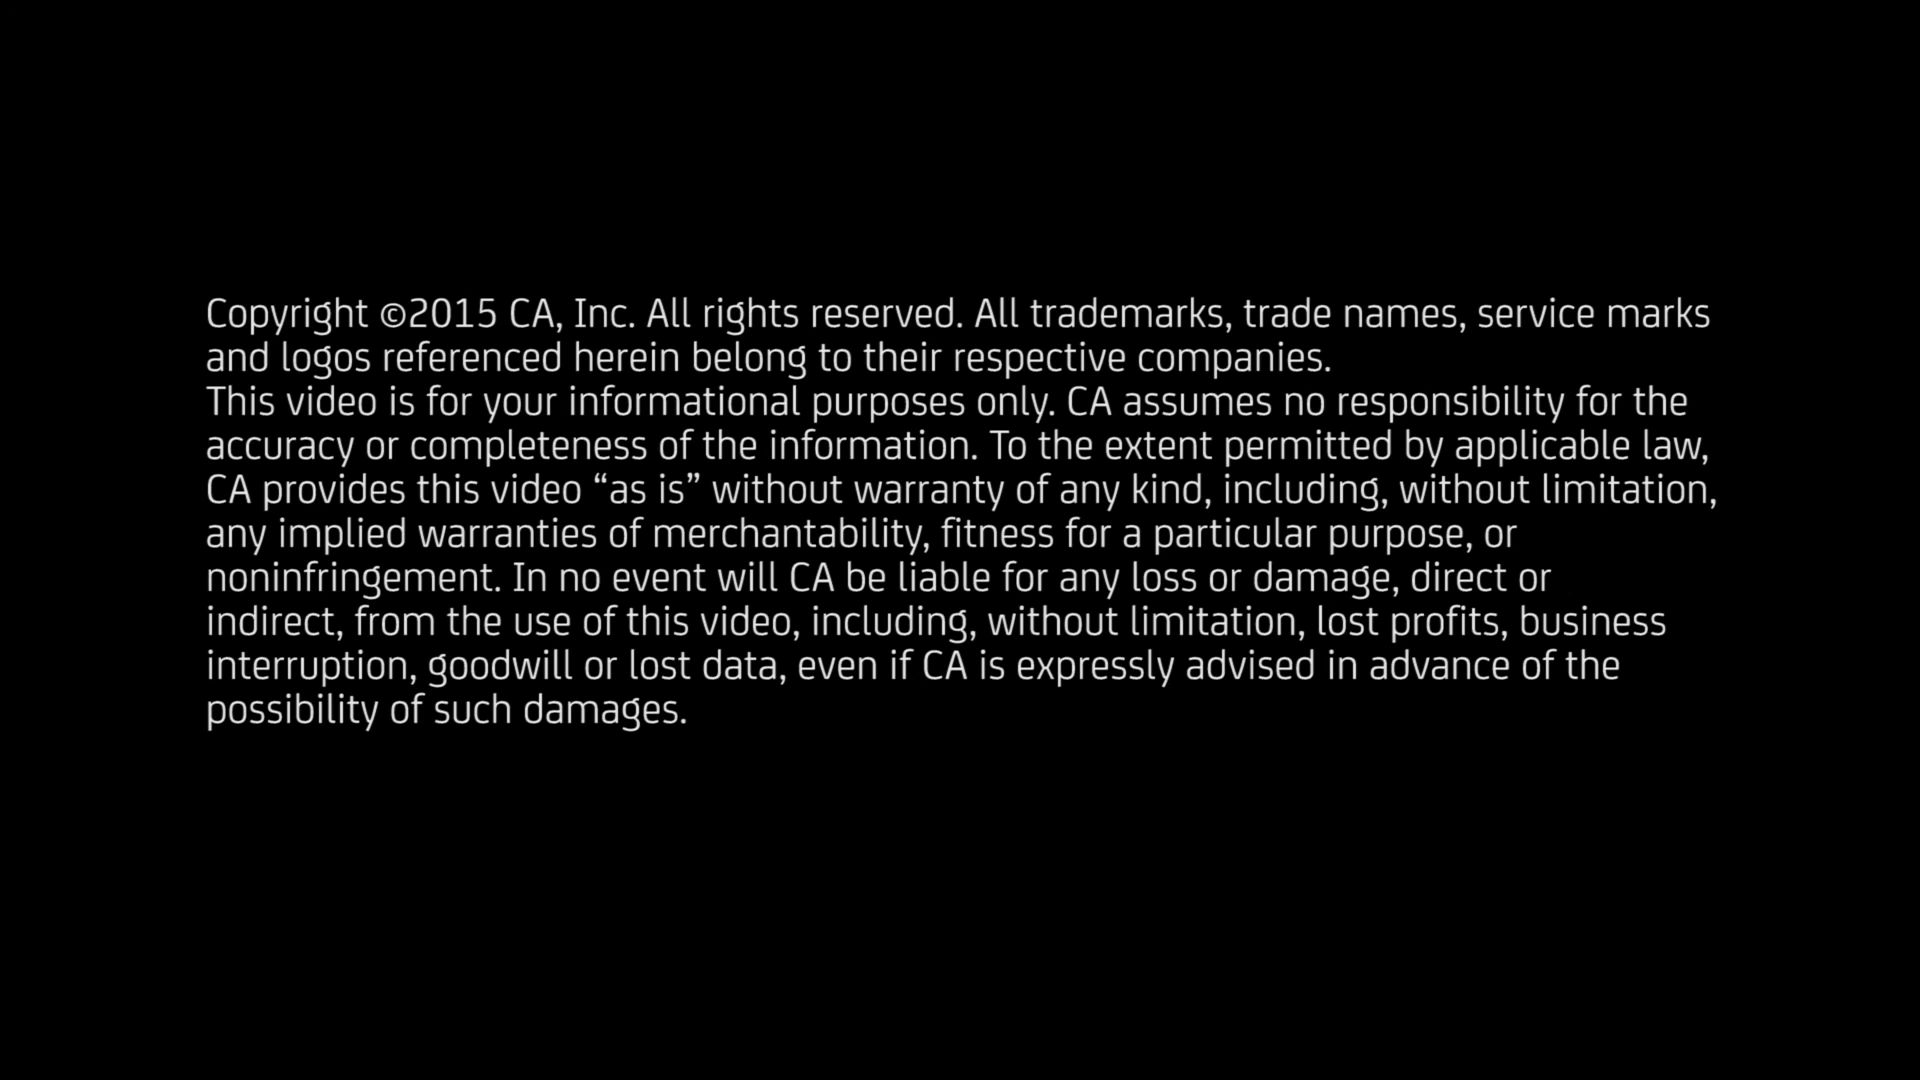 Copyright ©2015 CA, Inc. All rights reserved. All trademarks, trade names, service marks
and logos referenced herein belong to their respective companies.
This video is for your informational purposes only. CA assumes no responsibility for the
accuracy or completeness of the information. To the extent permitted by applicable law,
CA provides this video “as is” without warranty of any kind, including, without limitation,
any implied warranties of merchantability, fitness for a particular purpose, or
noninfringement. In no event will CA be liable for any loss or damage, direct or
indirect, from the use of this video, including, without limitation, lost profits, business
interruption, goodwill or lost data, even if CA is expressly advised in advance of the
possibility of such damages.